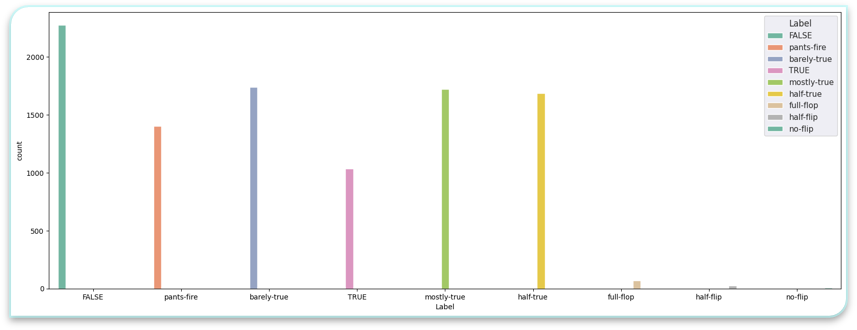 Label
FALSE
pants-fire
barely-true
TRUE
mostly-true
half-true
full-flop
half-flip
no-flip
count
2000
1500
1000
500
0
FALSE pants-fire barely-true TRUE mostly-true half-true full-flop half-flip no-flip
Label